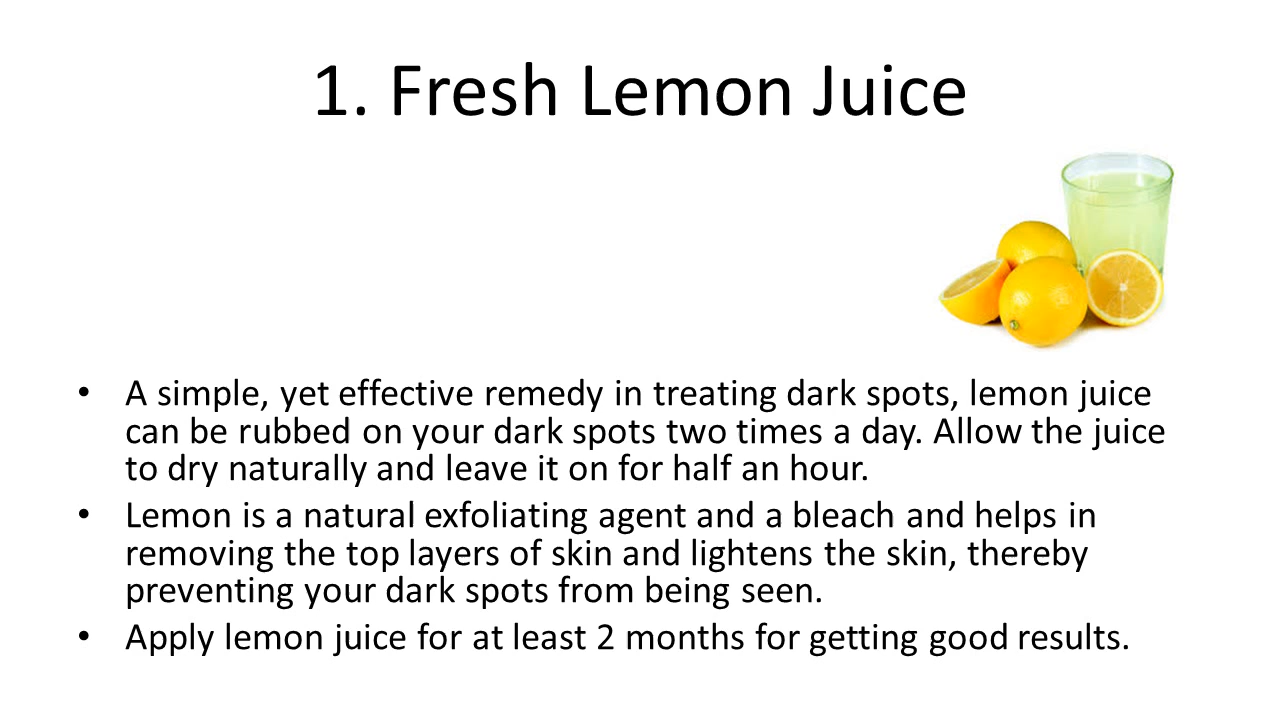 1. Fresh Lemon Juice
• A simple, yet effective remedy in treating dark spots, lemon juice
can be rubbed on your dark spots two times a day. Allow the juice
to dry naturally and leave it on for half an hour.
• Lemon is a natural exfoliating agent and a bleach and helps in
removing the top layers of skin and lightens the skin, thereby
preventing your dark spots from being seen.
• Apply lemon juice for at least 2 months for getting good results.